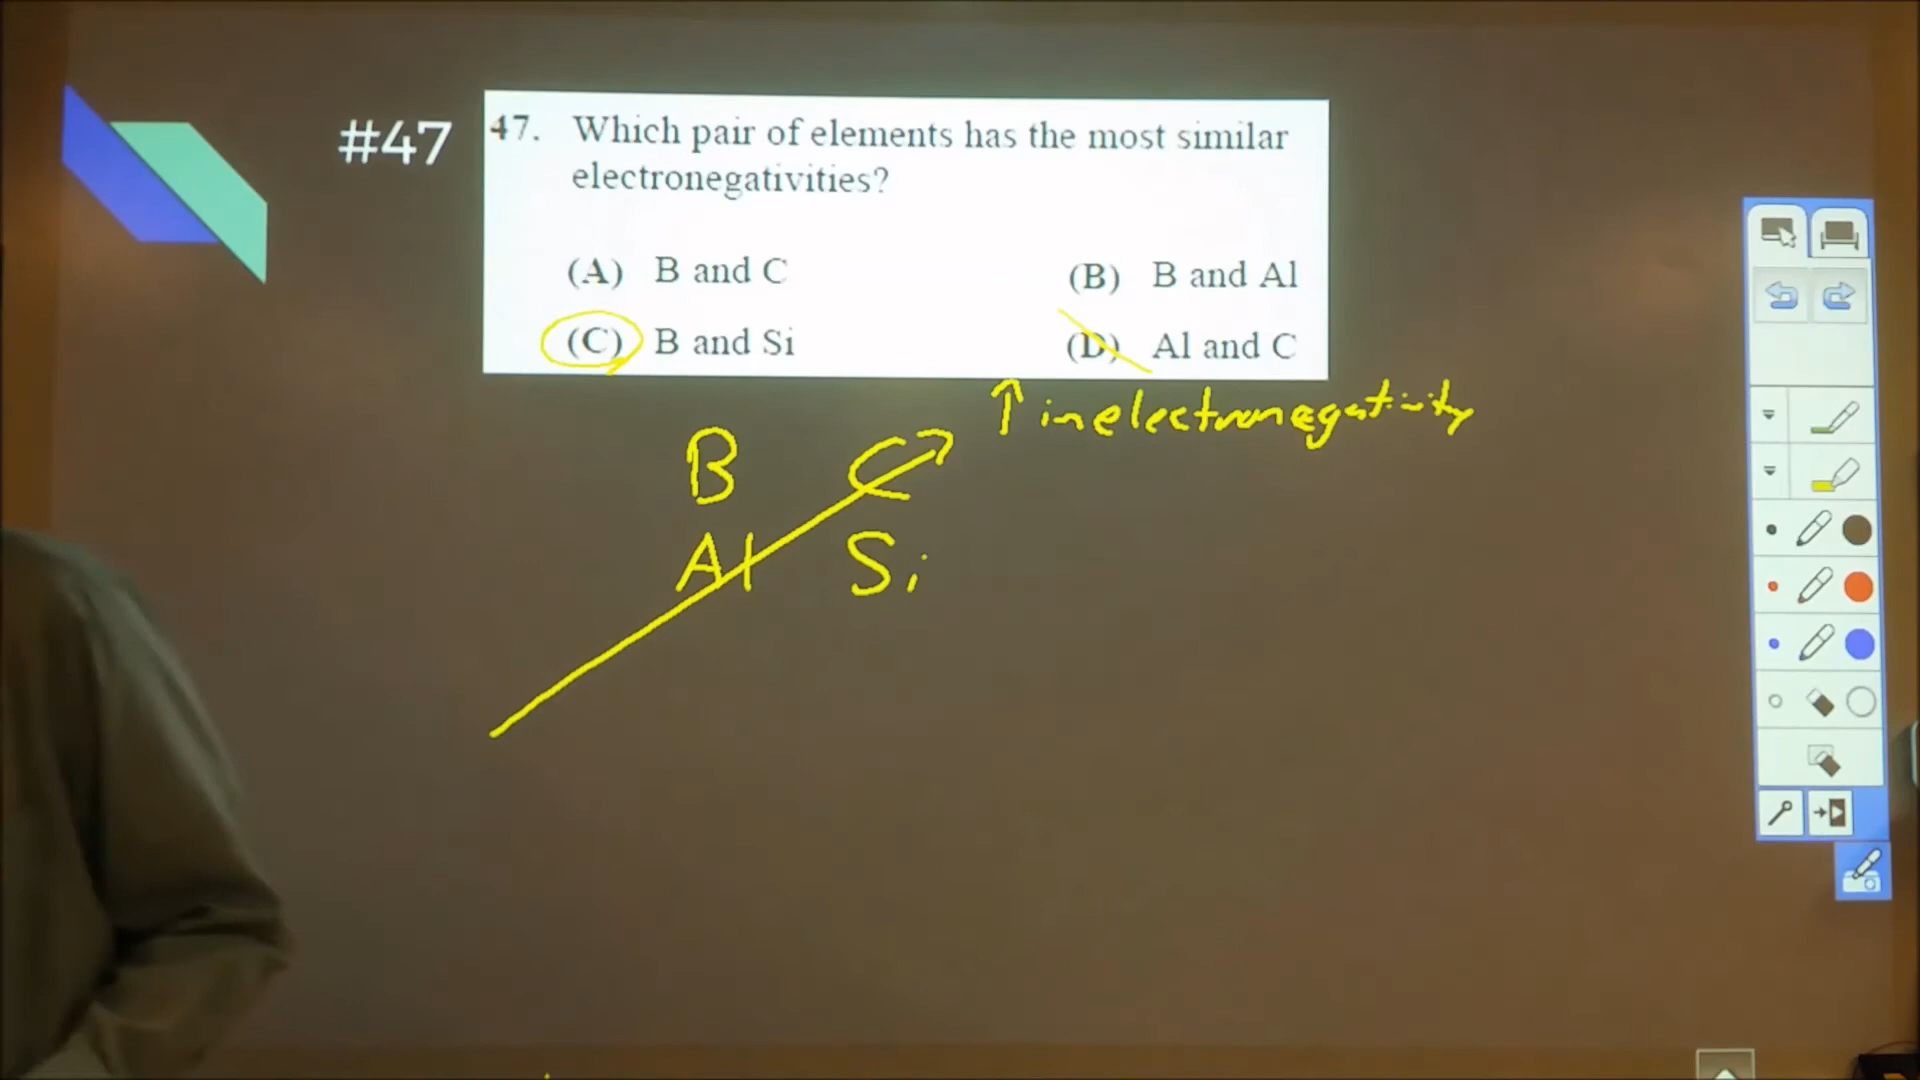 #47
47. Which pair of elements has the most similar
electronegativities?
(A) B and C
(B) B and Al
(C) B and Si
(D) Al and C
↑ in electronegativity
B C
Al Si